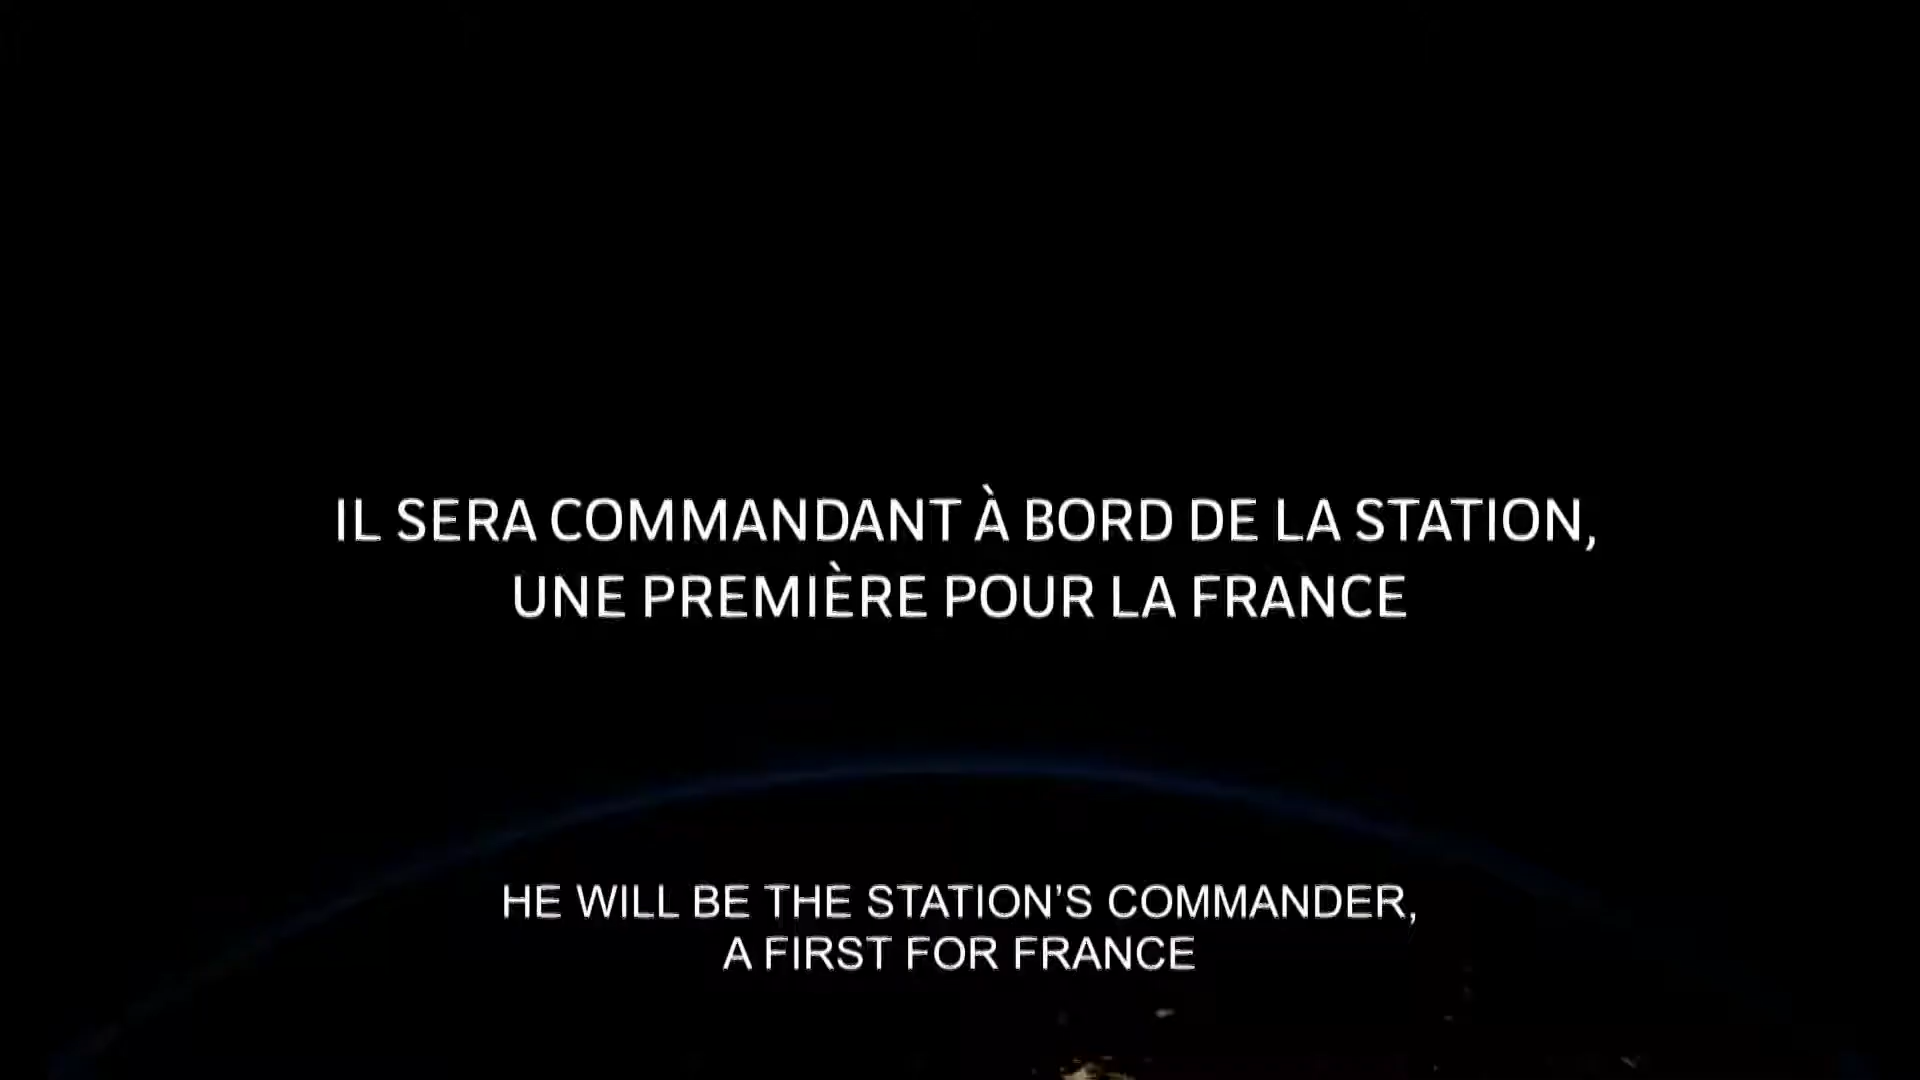 IL SERA COMMANDANT À BORD DE LA STATION,
UNE PREMIÈRE POUR LA FRANCE
HE WILL BE THE STATION’S COMMANDER,
A FIRST FOR FRANCE